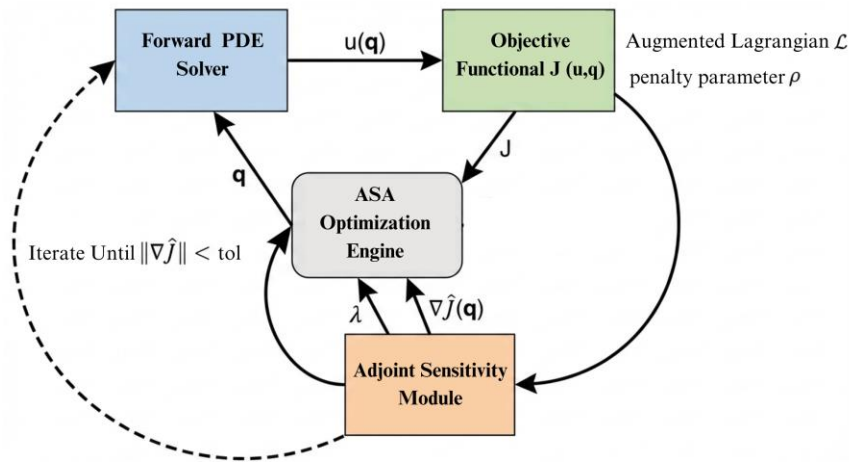 Forward PDE
Solver
u(q)
Objective
Functional J (u,q)
Augmented Lagrangian ℒ
penalty parameter ρ
q
J
ASA
Optimization
Engine
Iterate Until ‖∇Ĵ‖ < tol
λ
∇Ĵ(q)
Adjoint Sensitivity
Module